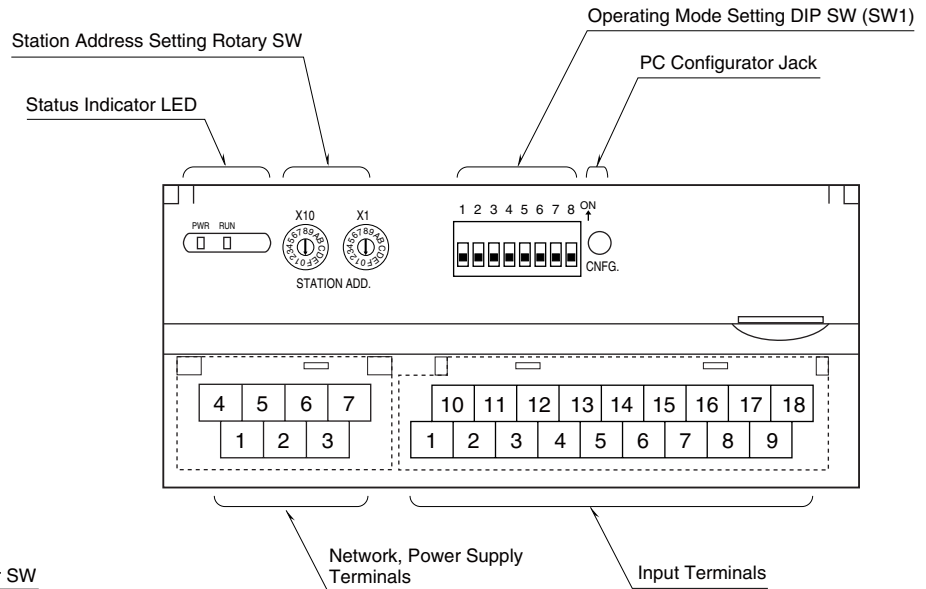 Operating Mode Setting DIP SW (SW1)
Station Address Setting Rotary SW
PC Configurator Jack
Status Indicator LED
PWR RUN
X10 X1
0123456789ABCDEF 0123456789ABCDEF
STATION ADD.
1 2 3 4 5 6 7 8 ON
CNFG.
4 5 6 7
1 2 3
10 11 12 13 14 15 16 17 18
1 2 3 4 5 6 7 8 9
Network, Power Supply
Terminals
Input Terminals
SW